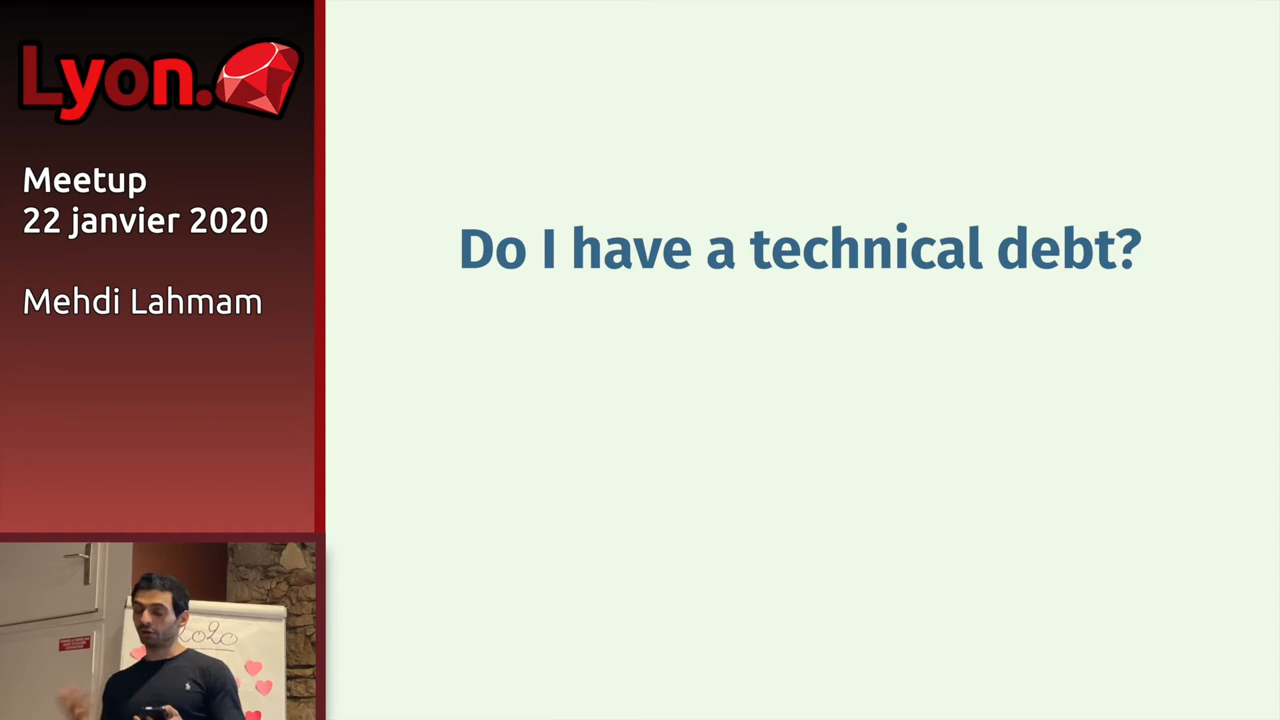 Lyon.
Meetup
22 janvier 2020
Mehdi Lahmam
Do I have a technical debt?
2020